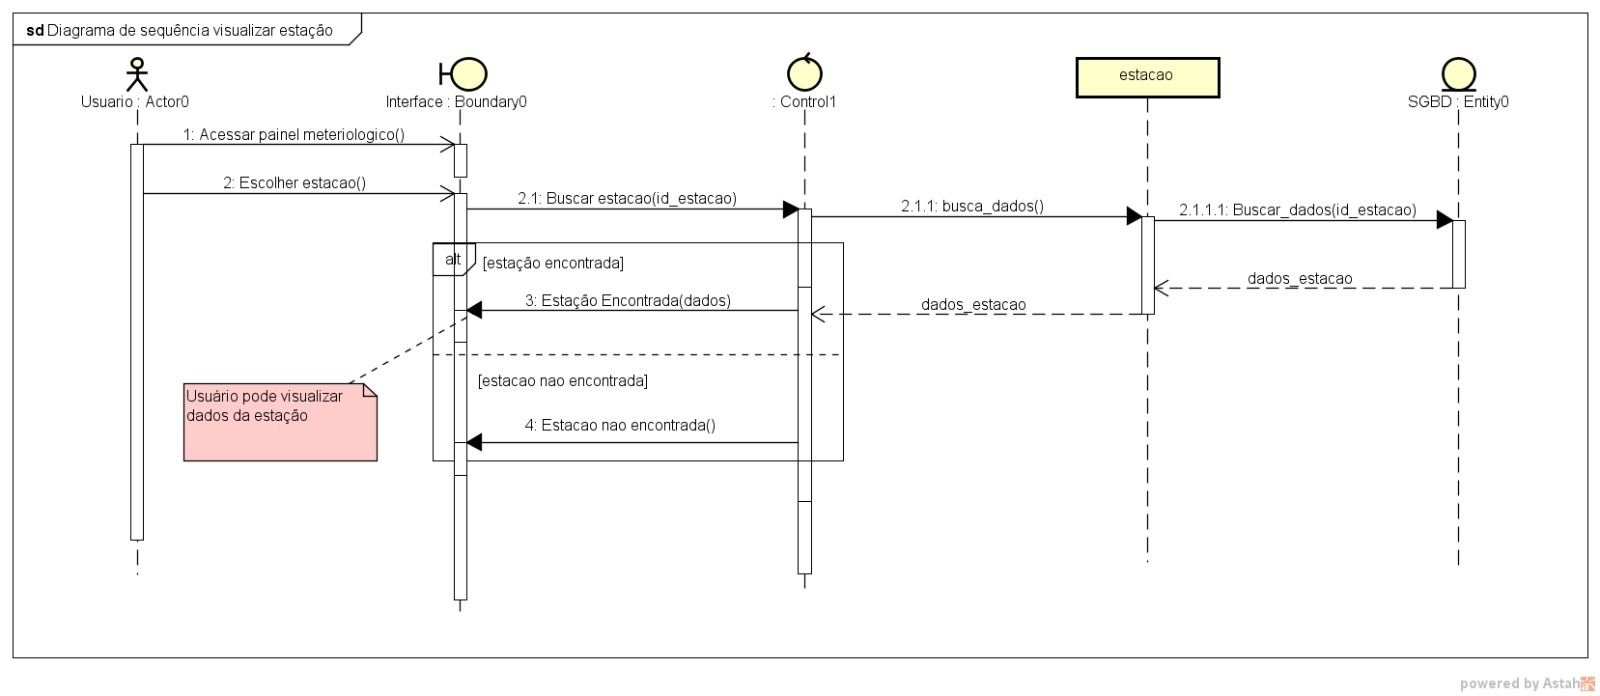 sd Diagrama de sequência visualizar estação
Usuario : Actor0
Interface : Boundary0
: Control1
estacao
SGBD : Entity0
1: Acessar painel meteriologico()
2: Escolher estacao()
2.1: Buscar estacao(id_estacao)
2.1.1: busca_dados()
2.1.1.1: Buscar_dados(id_estacao)
alt
[estação encontrada]
dados_estacao
3: Estação Encontrada(dados)
dados_estacao
[estacao nao encontrada]
Usuário pode visualizar
dados da estação
4: Estacao nao encontrada()
powered by Astah